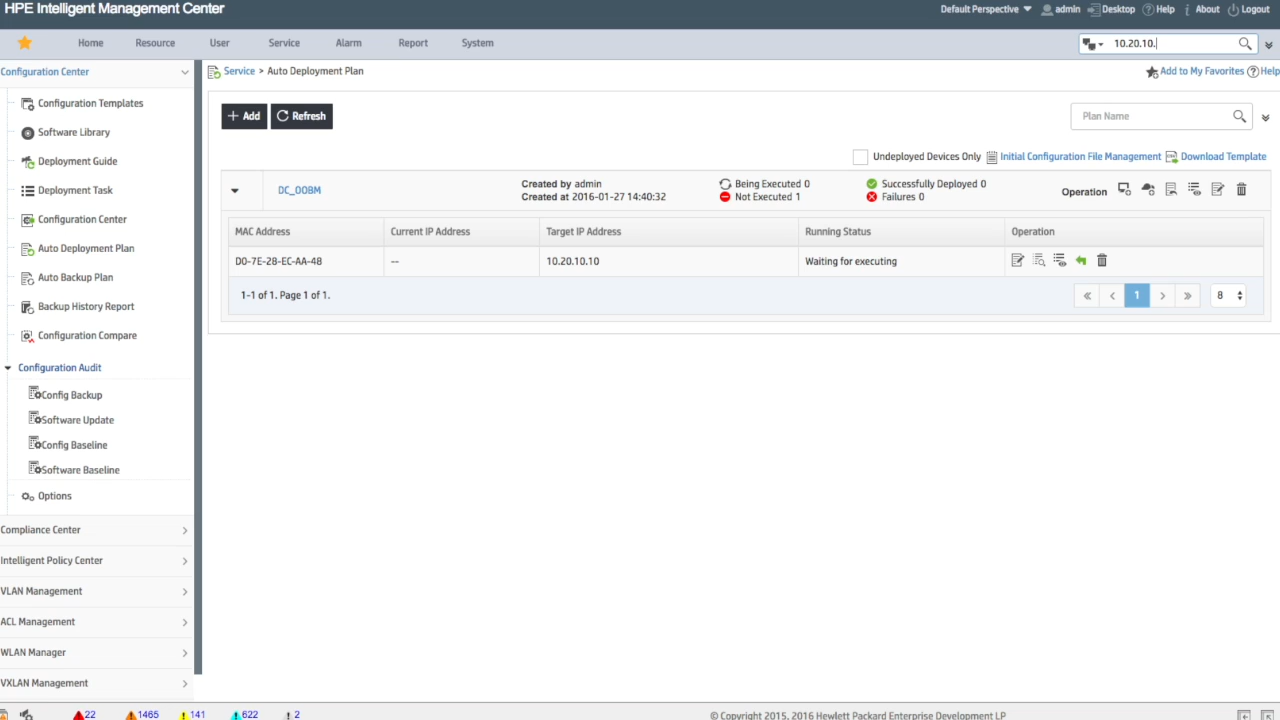 HPE Intelligent Management Center
Default Perspective admin Desktop Help About Logout
Home Resource User Service Alarm Report System 10.20.10.
Configuration Center
Configuration Templates
Software Library
Deployment Guide
Deployment Task
Configuration Center
Auto Deployment Plan
Auto Backup Plan
Backup History Report
Configuration Compare
Configuration Audit
Config Backup
Software Update
Config Baseline
Software Baseline
Options
Compliance Center
Intelligent Policy Center
VLAN Management
ACL Management
WLAN Manager
VXLAN Management
Service > Auto Deployment Plan
Add to My Favorites Help
Add Refresh Plan Name
Undeployed Devices Only Initial Configuration File Management Download Template
DC_OOBM
Created by admin
Created at 2016-01-27 14:40:32
Being Executed 0
Not Executed 1
Successfully Deployed 0
Failures 0
Operation
MAC Address Current IP Address Target IP Address Running Status Operation
D0-7E-28-EC-AA-48 -- 10.20.10.10 Waiting for executing
1-1 of 1. Page 1 of 1. « < 1 > » 8
22 1465 141 622 2
© Copyright 2015, 2016 Hewlett Packard Enterprise Development LP